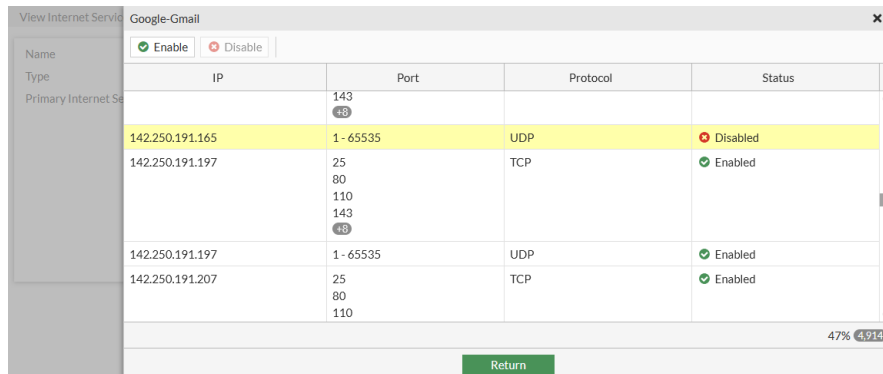 View Internet Servic
Google-Gmail
Enable
Disable
Name
Type
Primary Internet Se
IP Port Protocol Status
143
+8
142.250.191.165 1 - 65535 UDP Disabled
142.250.191.197 25 TCP Enabled
80
110
143
+8
142.250.191.197 1 - 65535 UDP Enabled
142.250.191.207 25 TCP Enabled
80
110
47% 4,914
Return